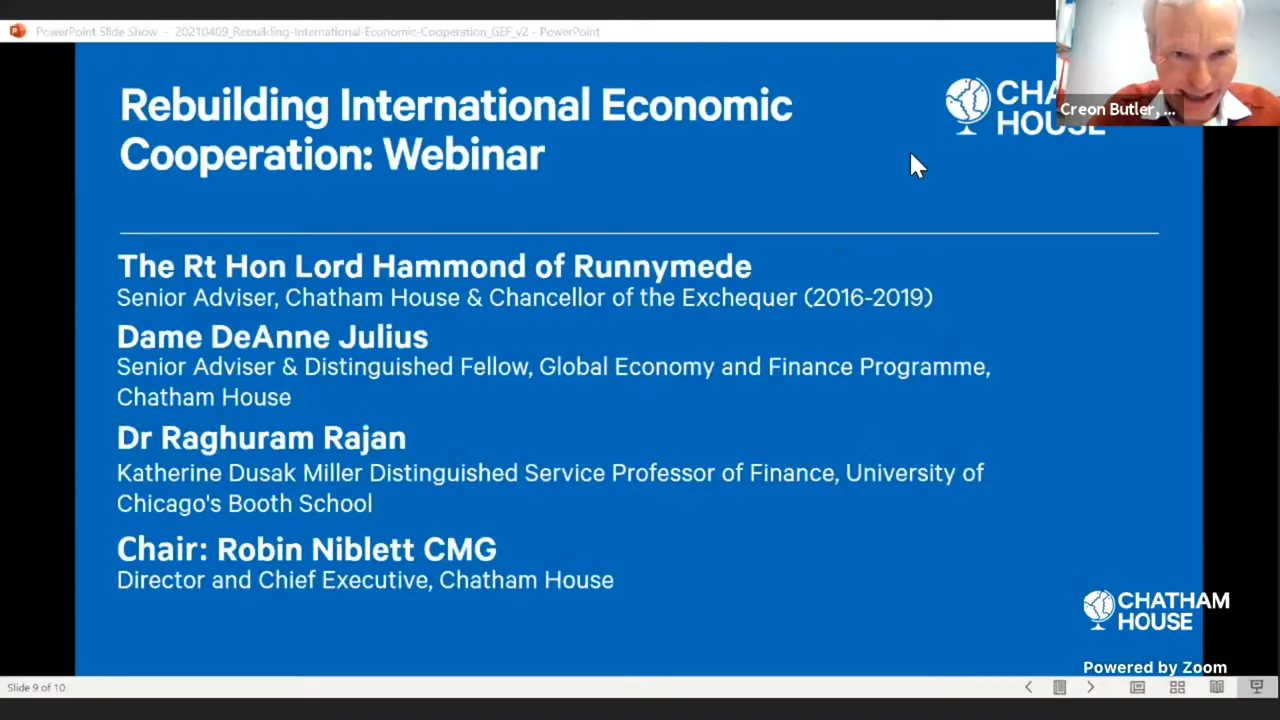 PowerPoint Slide Show - 20210409_Rebuilding-International-Economic-Cooperation_GEF_v2 - PowerPoint
Rebuilding International Economic
Cooperation: Webinar
CHA
HOUSE
Creon Butler, ...
The Rt Hon Lord Hammond of Runnymede
Senior Adviser, Chatham House & Chancellor of the Exchequer (2016-2019)
Dame DeAnne Julius
Senior Adviser & Distinguished Fellow, Global Economy and Finance Programme,
Chatham House
Dr Raghuram Rajan
Katherine Dusak Miller Distinguished Service Professor of Finance, University of
Chicago's Booth School
Chair: Robin Niblett CMG
Director and Chief Executive, Chatham House
CHATHAM
HOUSE
Powered by Zoom
Slide 9 of 10